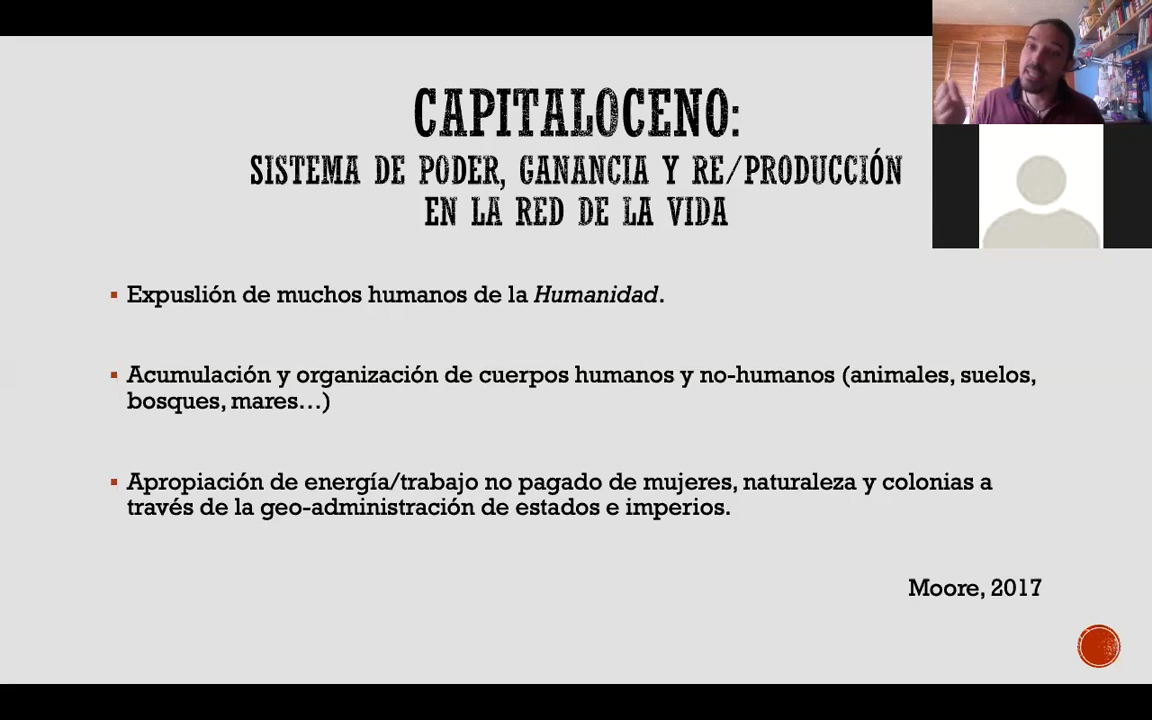 CAPITALOCENO:
SISTEMA DE PODER, GANANCIA Y RE/PRODUCCIÓN
EN LA RED DE LA VIDA
▪ Expuslión de muchos humanos de la Humanidad.
▪ Acumulación y organización de cuerpos humanos y no-humanos (animales, suelos,
bosques, mares…)
▪ Apropiación de energía/trabajo no pagado de mujeres, naturaleza y colonias a
través de la geo-administración de estados e imperios.
Moore, 2017